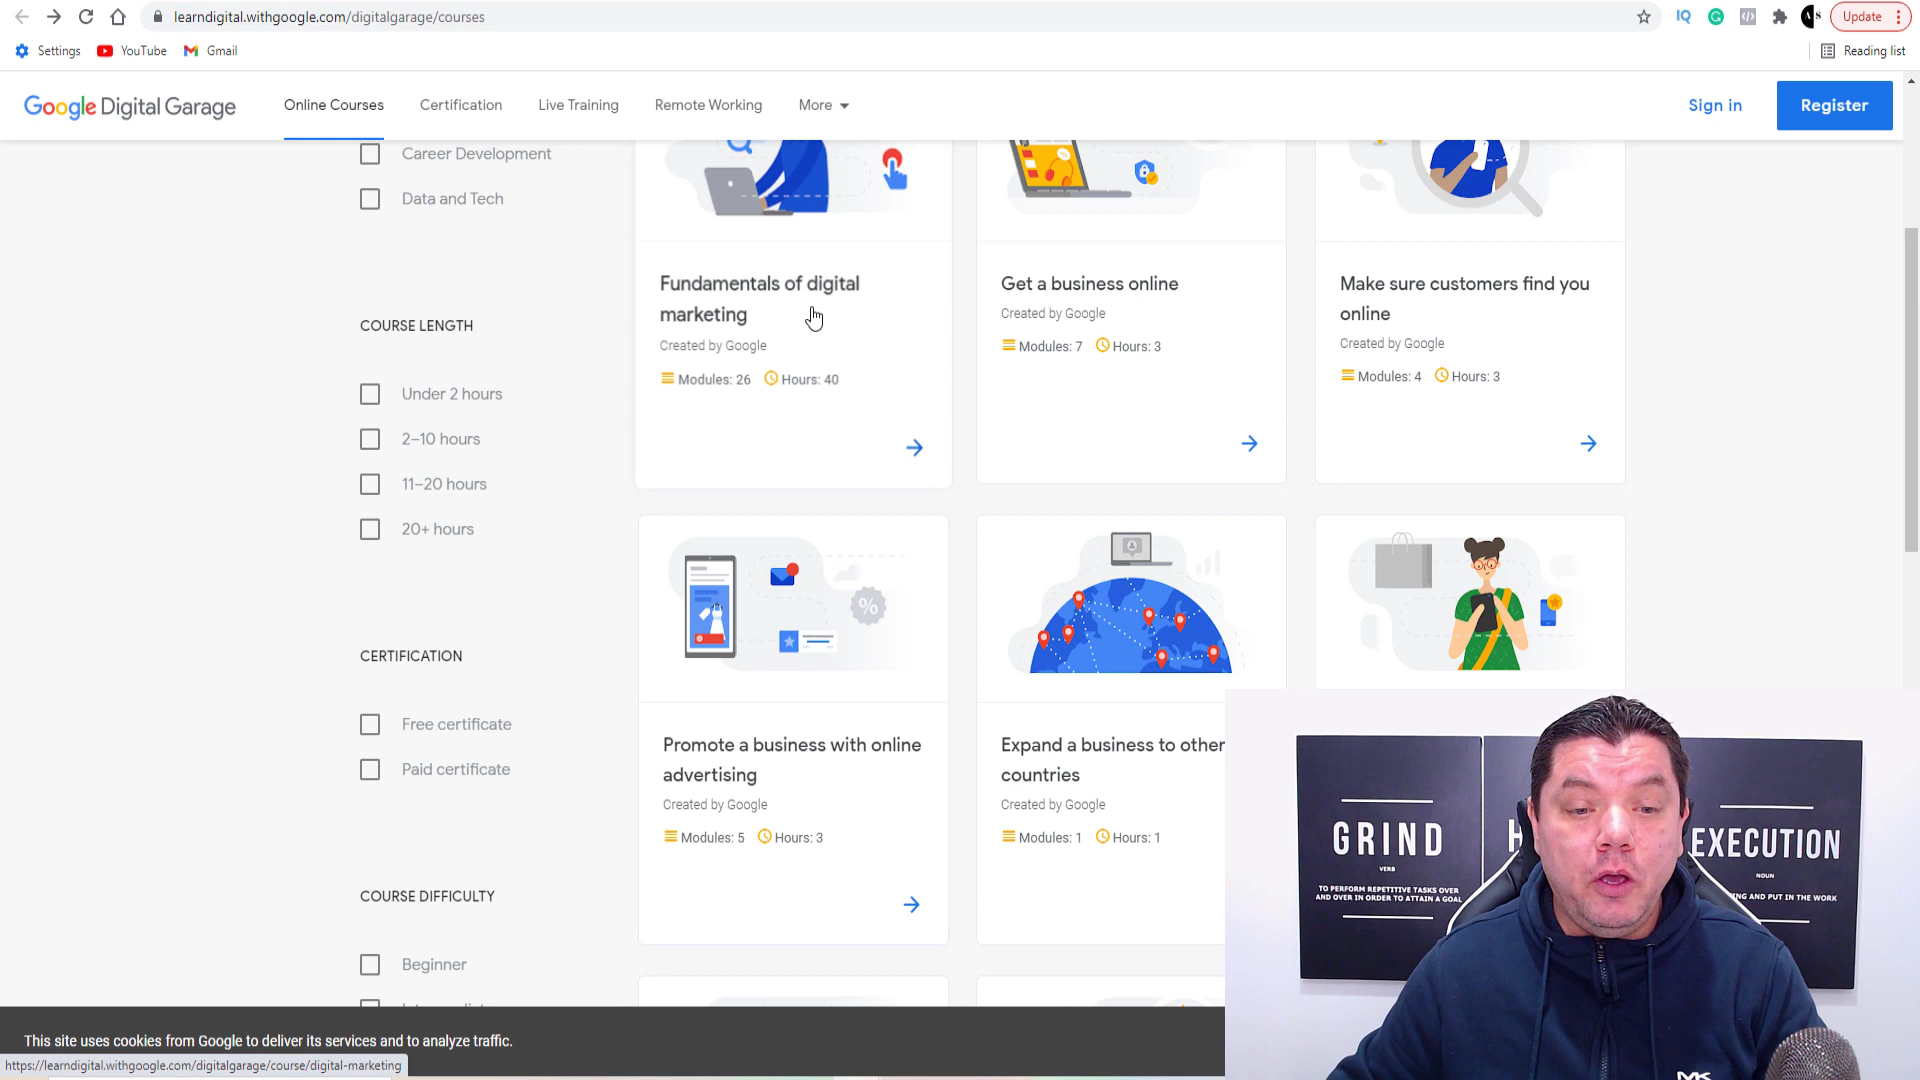 learndigital.withgoogle.com/digitalgarage/courses
IQ
Update
Settings
YouTube
Gmail
Reading list
Google Digital Garage
Online Courses
Certification
Live Training
Remote Working
More
Sign in
Register
Career Development
Data and Tech
COURSE LENGTH
Under 2 hours
2–10 hours
11–20 hours
20+ hours
CERTIFICATION
Free certificate
Paid certificate
COURSE DIFFICULTY
Beginner
Fundamentals of digital
marketing
Created by Google
Modules: 26 Hours: 40
Get a business online
Created by Google
Modules: 7 Hours: 3
Make sure customers find you
online
Created by Google
Modules: 4 Hours: 3
%
Promote a business with online
advertising
Created by Google
Modules: 5 Hours: 3
Expand a business to other
countries
Created by Google
Modules: 1 Hours: 1
GRIND
VERB
TO PERFORM REPETITIVE TASKS OVER
AND OVER IN ORDER TO ATTAIN A GOAL
H
EXECUTION
NOUN
AND PUT IN THE WORK
MK
This site uses cookies from Google to deliver its services and to analyze traffic.
https://learndigital.withgoogle.com/digitalgarage/course/digital-marketing